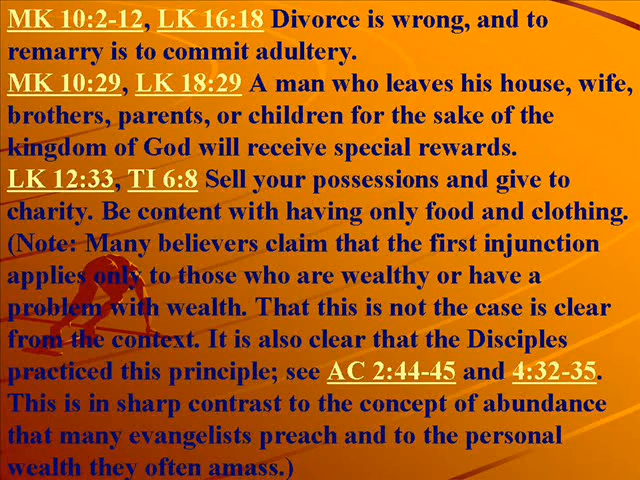 MK 10:2-12, LK 16:18 Divorce is wrong, and to
remarry is to commit adultery.
MK 10:29, LK 18:29 A man who leaves his house, wife,
brothers, parents, or children for the sake of the
kingdom of God will receive special rewards.
LK 12:33, TI 6:8 Sell your possessions and give to
charity. Be content with having only food and clothing.
(Note: Many believers claim that the first injunction
applies only to those who are wealthy or have a
problem with wealth. That this is not the case is clear
from the context. It is also clear that the Disciples
practiced this principle; see AC 2:44-45 and 4:32-35.
This is in sharp contrast to the concept of abundance
that many evangelists preach and to the personal
wealth they often amass.)